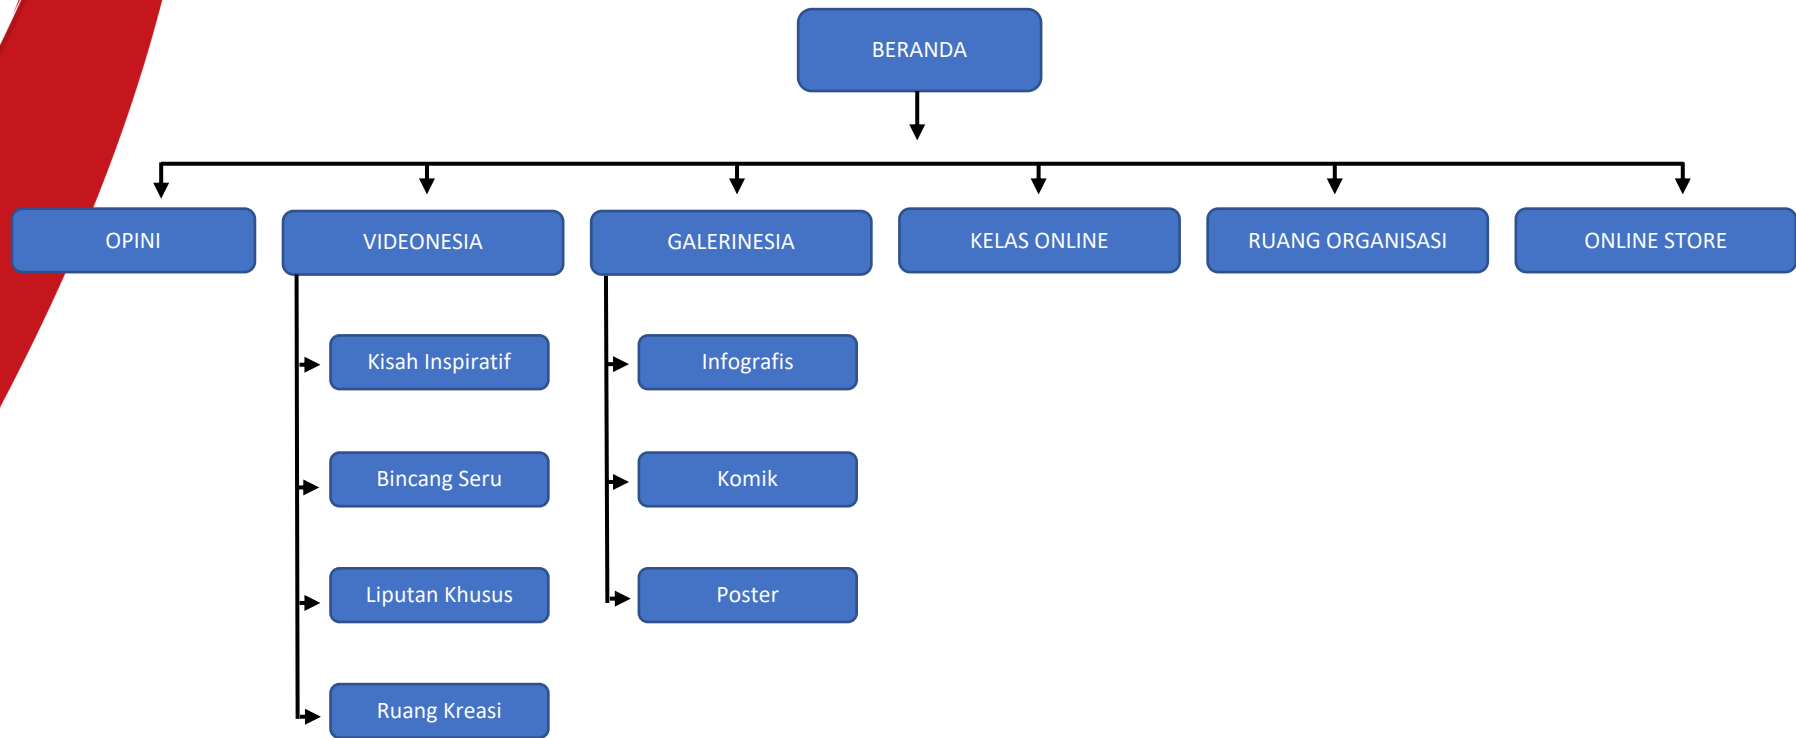 BERANDA
OPINI
VIDEONESIA
GALERINESIA
KELAS ONLINE
RUANG ORGANISASI
ONLINE STORE
Kisah Inspiratif
Infografis
Bincang Seru
Komik
Liputan Khusus
Poster
Ruang Kreasi